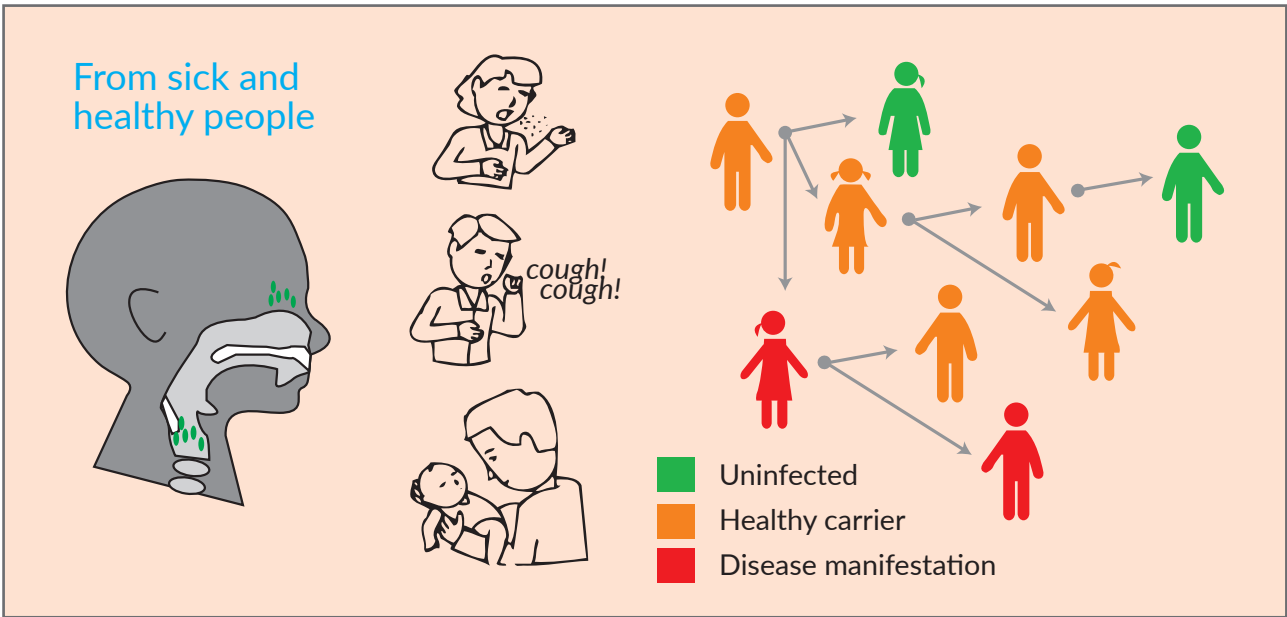 From sick and
healthy people
cough!
cough!
Uninfected
Healthy carrier
Disease manifestation